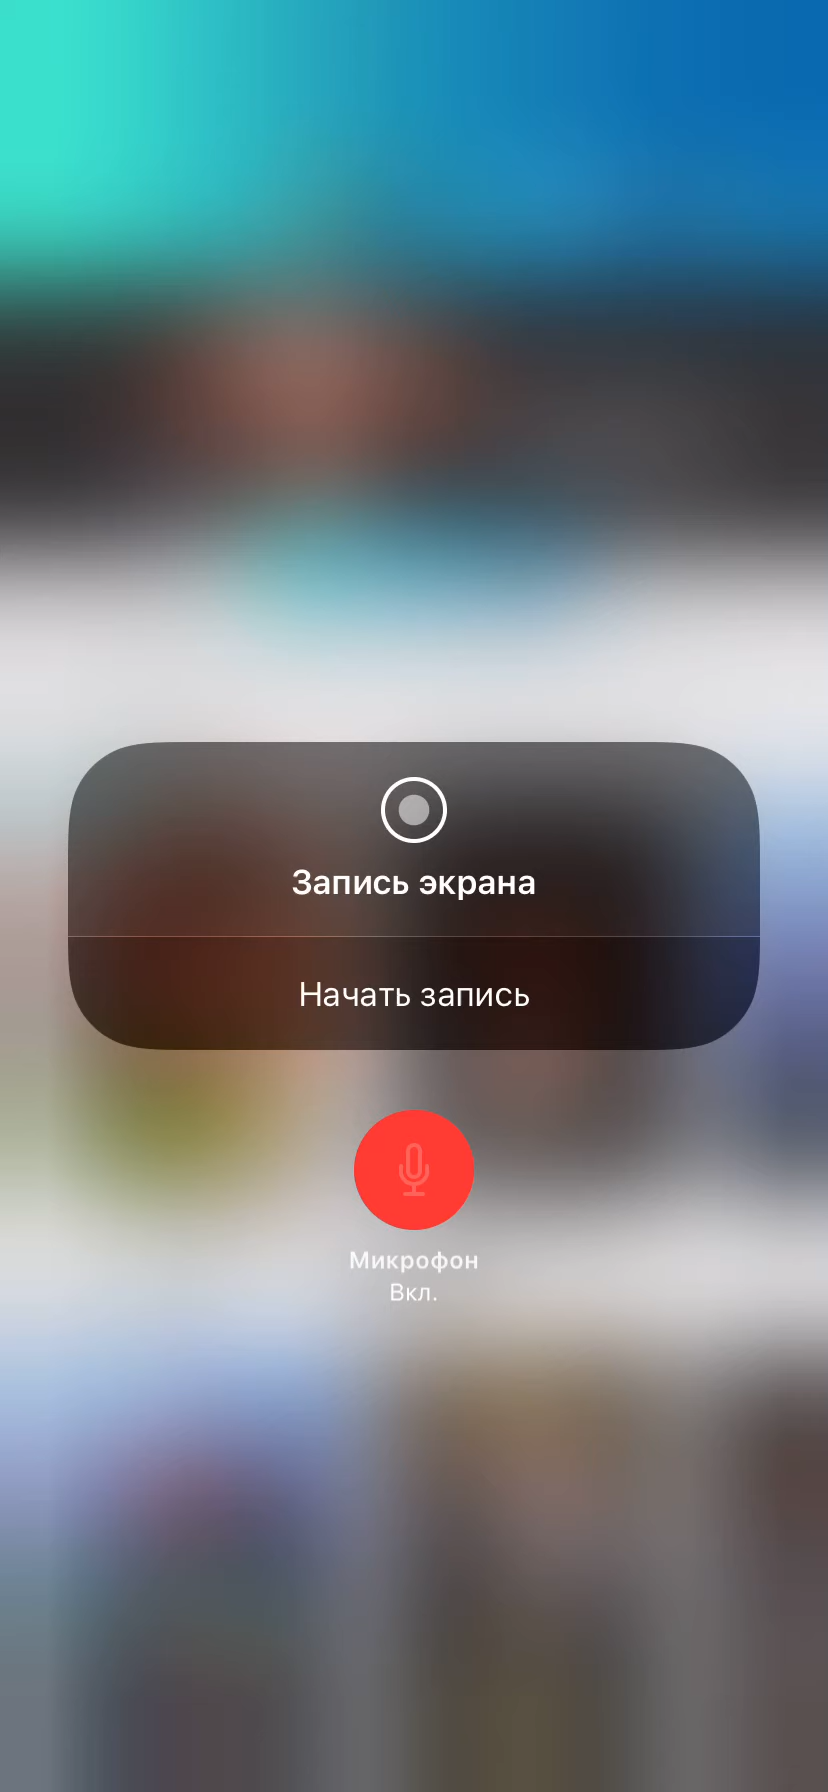 Запись экрана
Начать запись
Микрофон
Вкл.